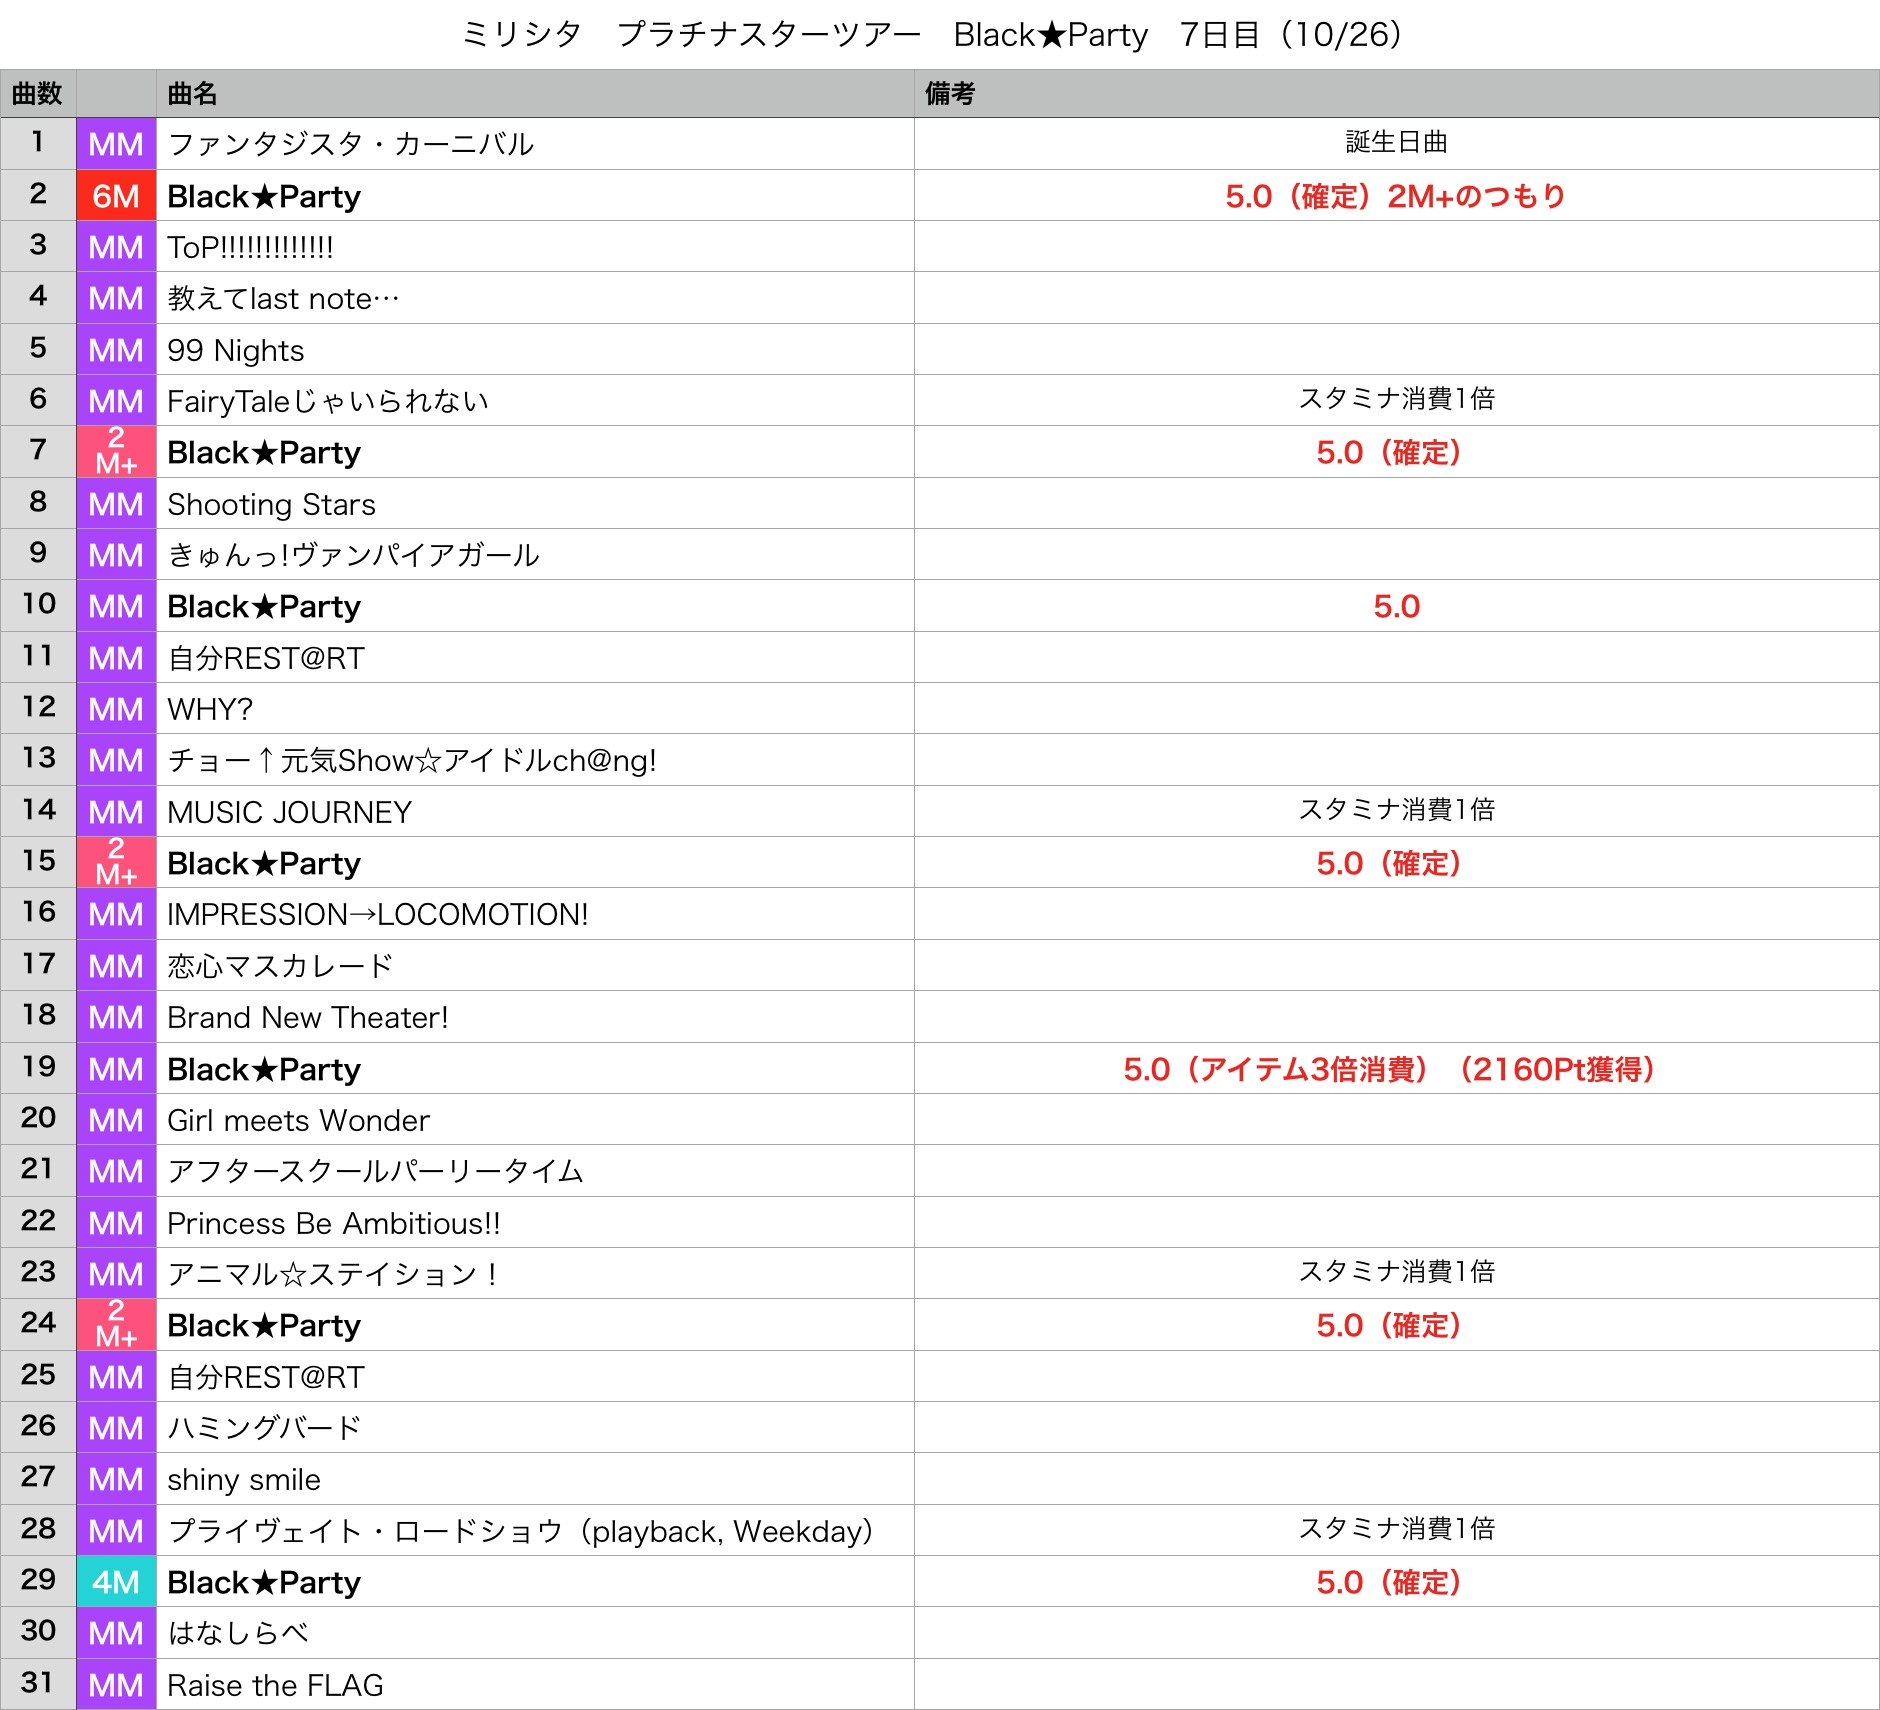 ミリシタ　プラチナスターツアー　Black★Party　7日目（10/26）
曲数 曲名 備考
1 MM ファンタジスタ・カーニバル 誕生日曲
2 6M Black★Party 5.0（確定）2M+のつもり
3 MM ToP!!!!!!!!!!!!!
4 MM 教えてlast note…
5 MM 99 Nights
6 MM FairyTaleじゃいられない スタミナ消費1倍
7 2M+ Black★Party 5.0（確定）
8 MM Shooting Stars
9 MM きゅんっ!ヴァンパイアガール
10 MM Black★Party 5.0
11 MM 自分REST@RT
12 MM WHY?
13 MM チョー↑元気Show☆アイドルch@ng!
14 MM MUSIC JOURNEY スタミナ消費1倍
15 2M+ Black★Party 5.0（確定）
16 MM IMPRESSION→LOCOMOTION!
17 MM 恋心マスカレード
18 MM Brand New Theater!
19 MM Black★Party 5.0（アイテム3倍消費）（2160Pt獲得）
20 MM Girl meets Wonder
21 MM アフタースクールパーリータイム
22 MM Princess Be Ambitious!!
23 MM アニマル☆ステイション！ スタミナ消費1倍
24 2M+ Black★Party 5.0（確定）
25 MM 自分REST@RT
26 MM ハミングバード
27 MM shiny smile
28 MM プライヴェイト・ロードショウ（playback, Weekday） スタミナ消費1倍
29 4M Black★Party 5.0（確定）
30 MM はなしらべ
31 MM Raise the FLAG